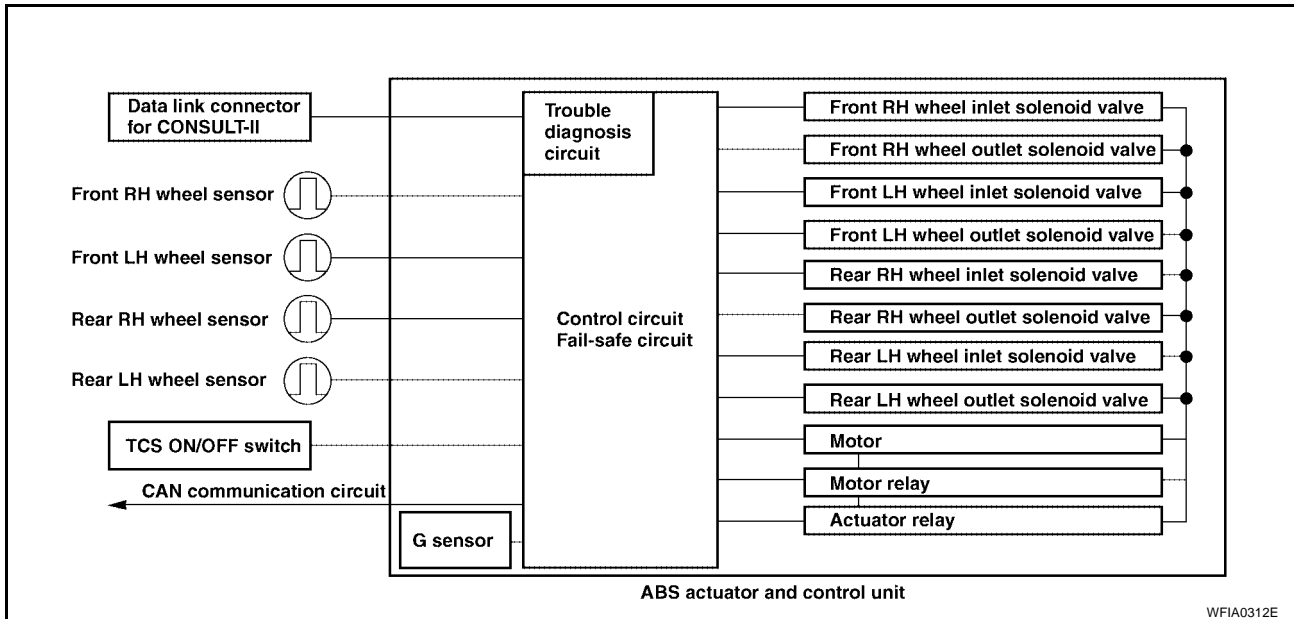 Data link connector
for CONSULT-II
Front RH wheel sensor
Front LH wheel sensor
Rear RH wheel sensor
Rear LH wheel sensor
TCS ON/OFF switch
CAN communication circuit
G sensor
Trouble
diagnosis
circuit
Control circuit
Fail-safe circuit
Front RH wheel inlet solenoid valve
Front RH wheel outlet solenoid valve
Front LH wheel inlet solenoid valve
Front LH wheel outlet solenoid valve
Rear RH wheel inlet solenoid valve
Rear RH wheel outlet solenoid valve
Rear LH wheel inlet solenoid valve
Rear LH wheel outlet solenoid valve
Motor
Motor relay
Actuator relay
ABS actuator and control unit
WFIA0312E